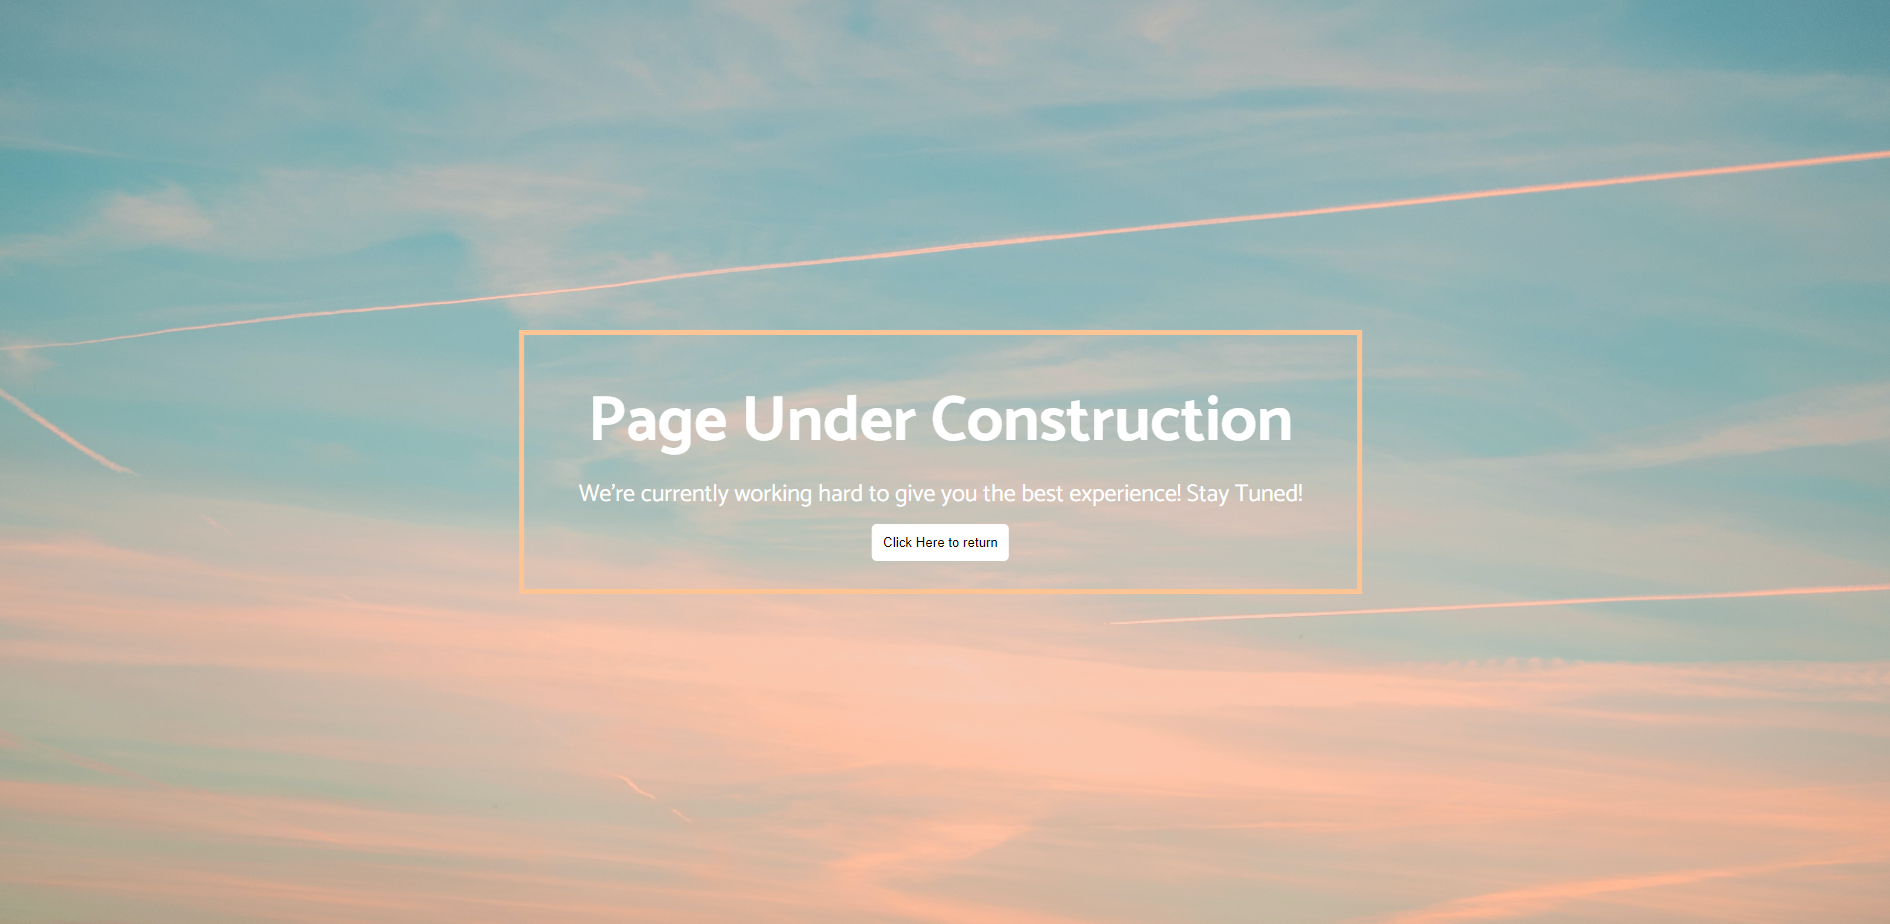 Page Under Construction
We're currently working hard to give you the best experience! Stay Tuned!
Click Here to return